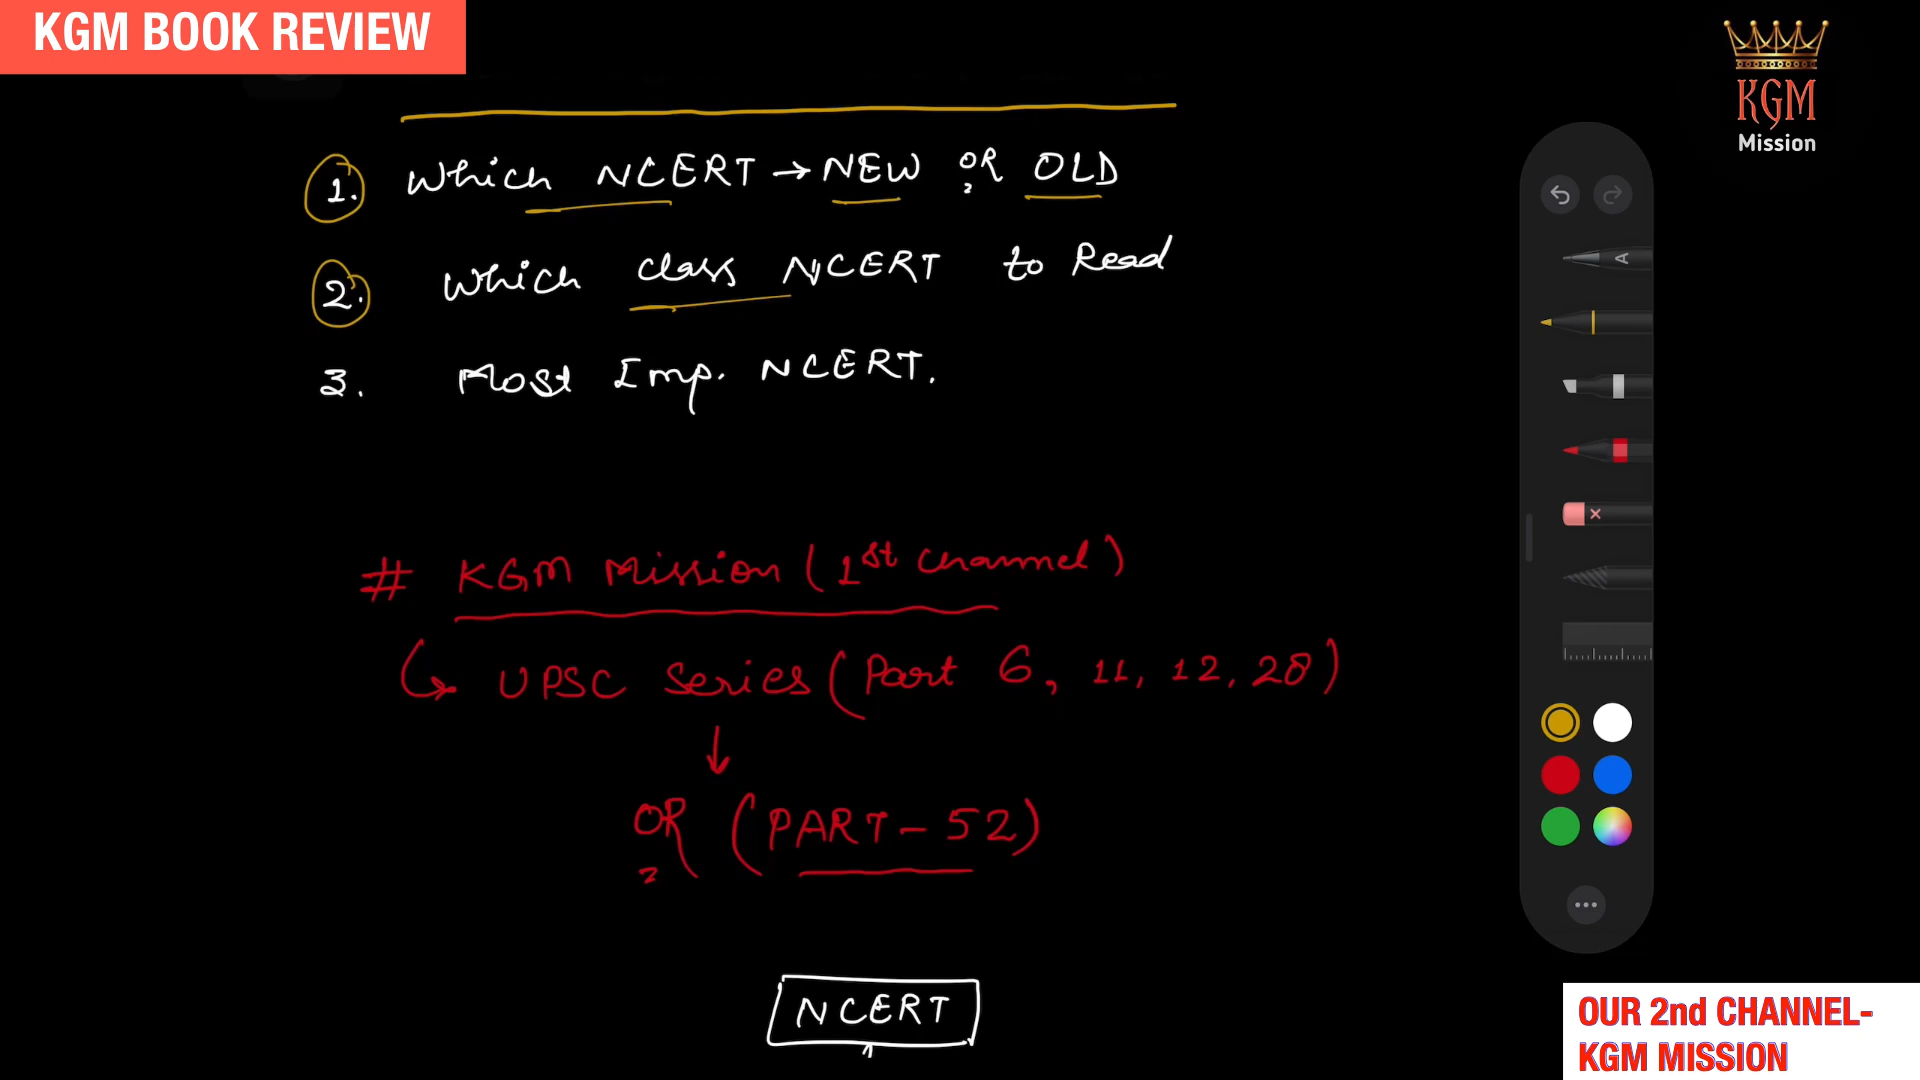 KGM BOOK REVIEW
KGM
Mission
1. Which NCERT → NEW OR OLD
2. Which class NCERT to Read
3. Most Imp. NCERT.
# KGM Mission (1st Channel)
↳ UPSC Series (Part 6, 11, 12, 28)
↓
OR (PART - 52)
NCERT
OUR 2nd CHANNEL-
KGM MISSION